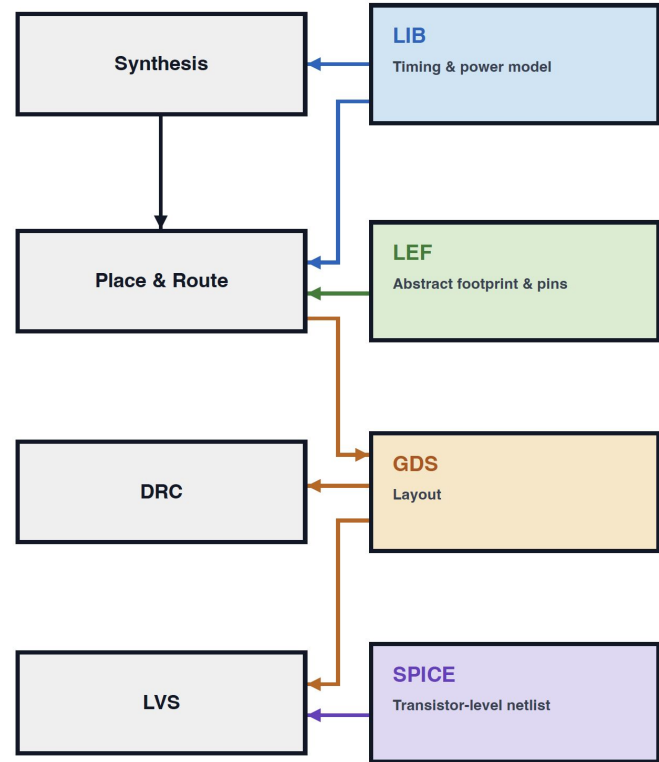 Synthesis
LIB
Timing & power model
Place & Route
LEF
Abstract footprint & pins
DRC
GDS
Layout
LVS
SPICE
Transistor-level netlist